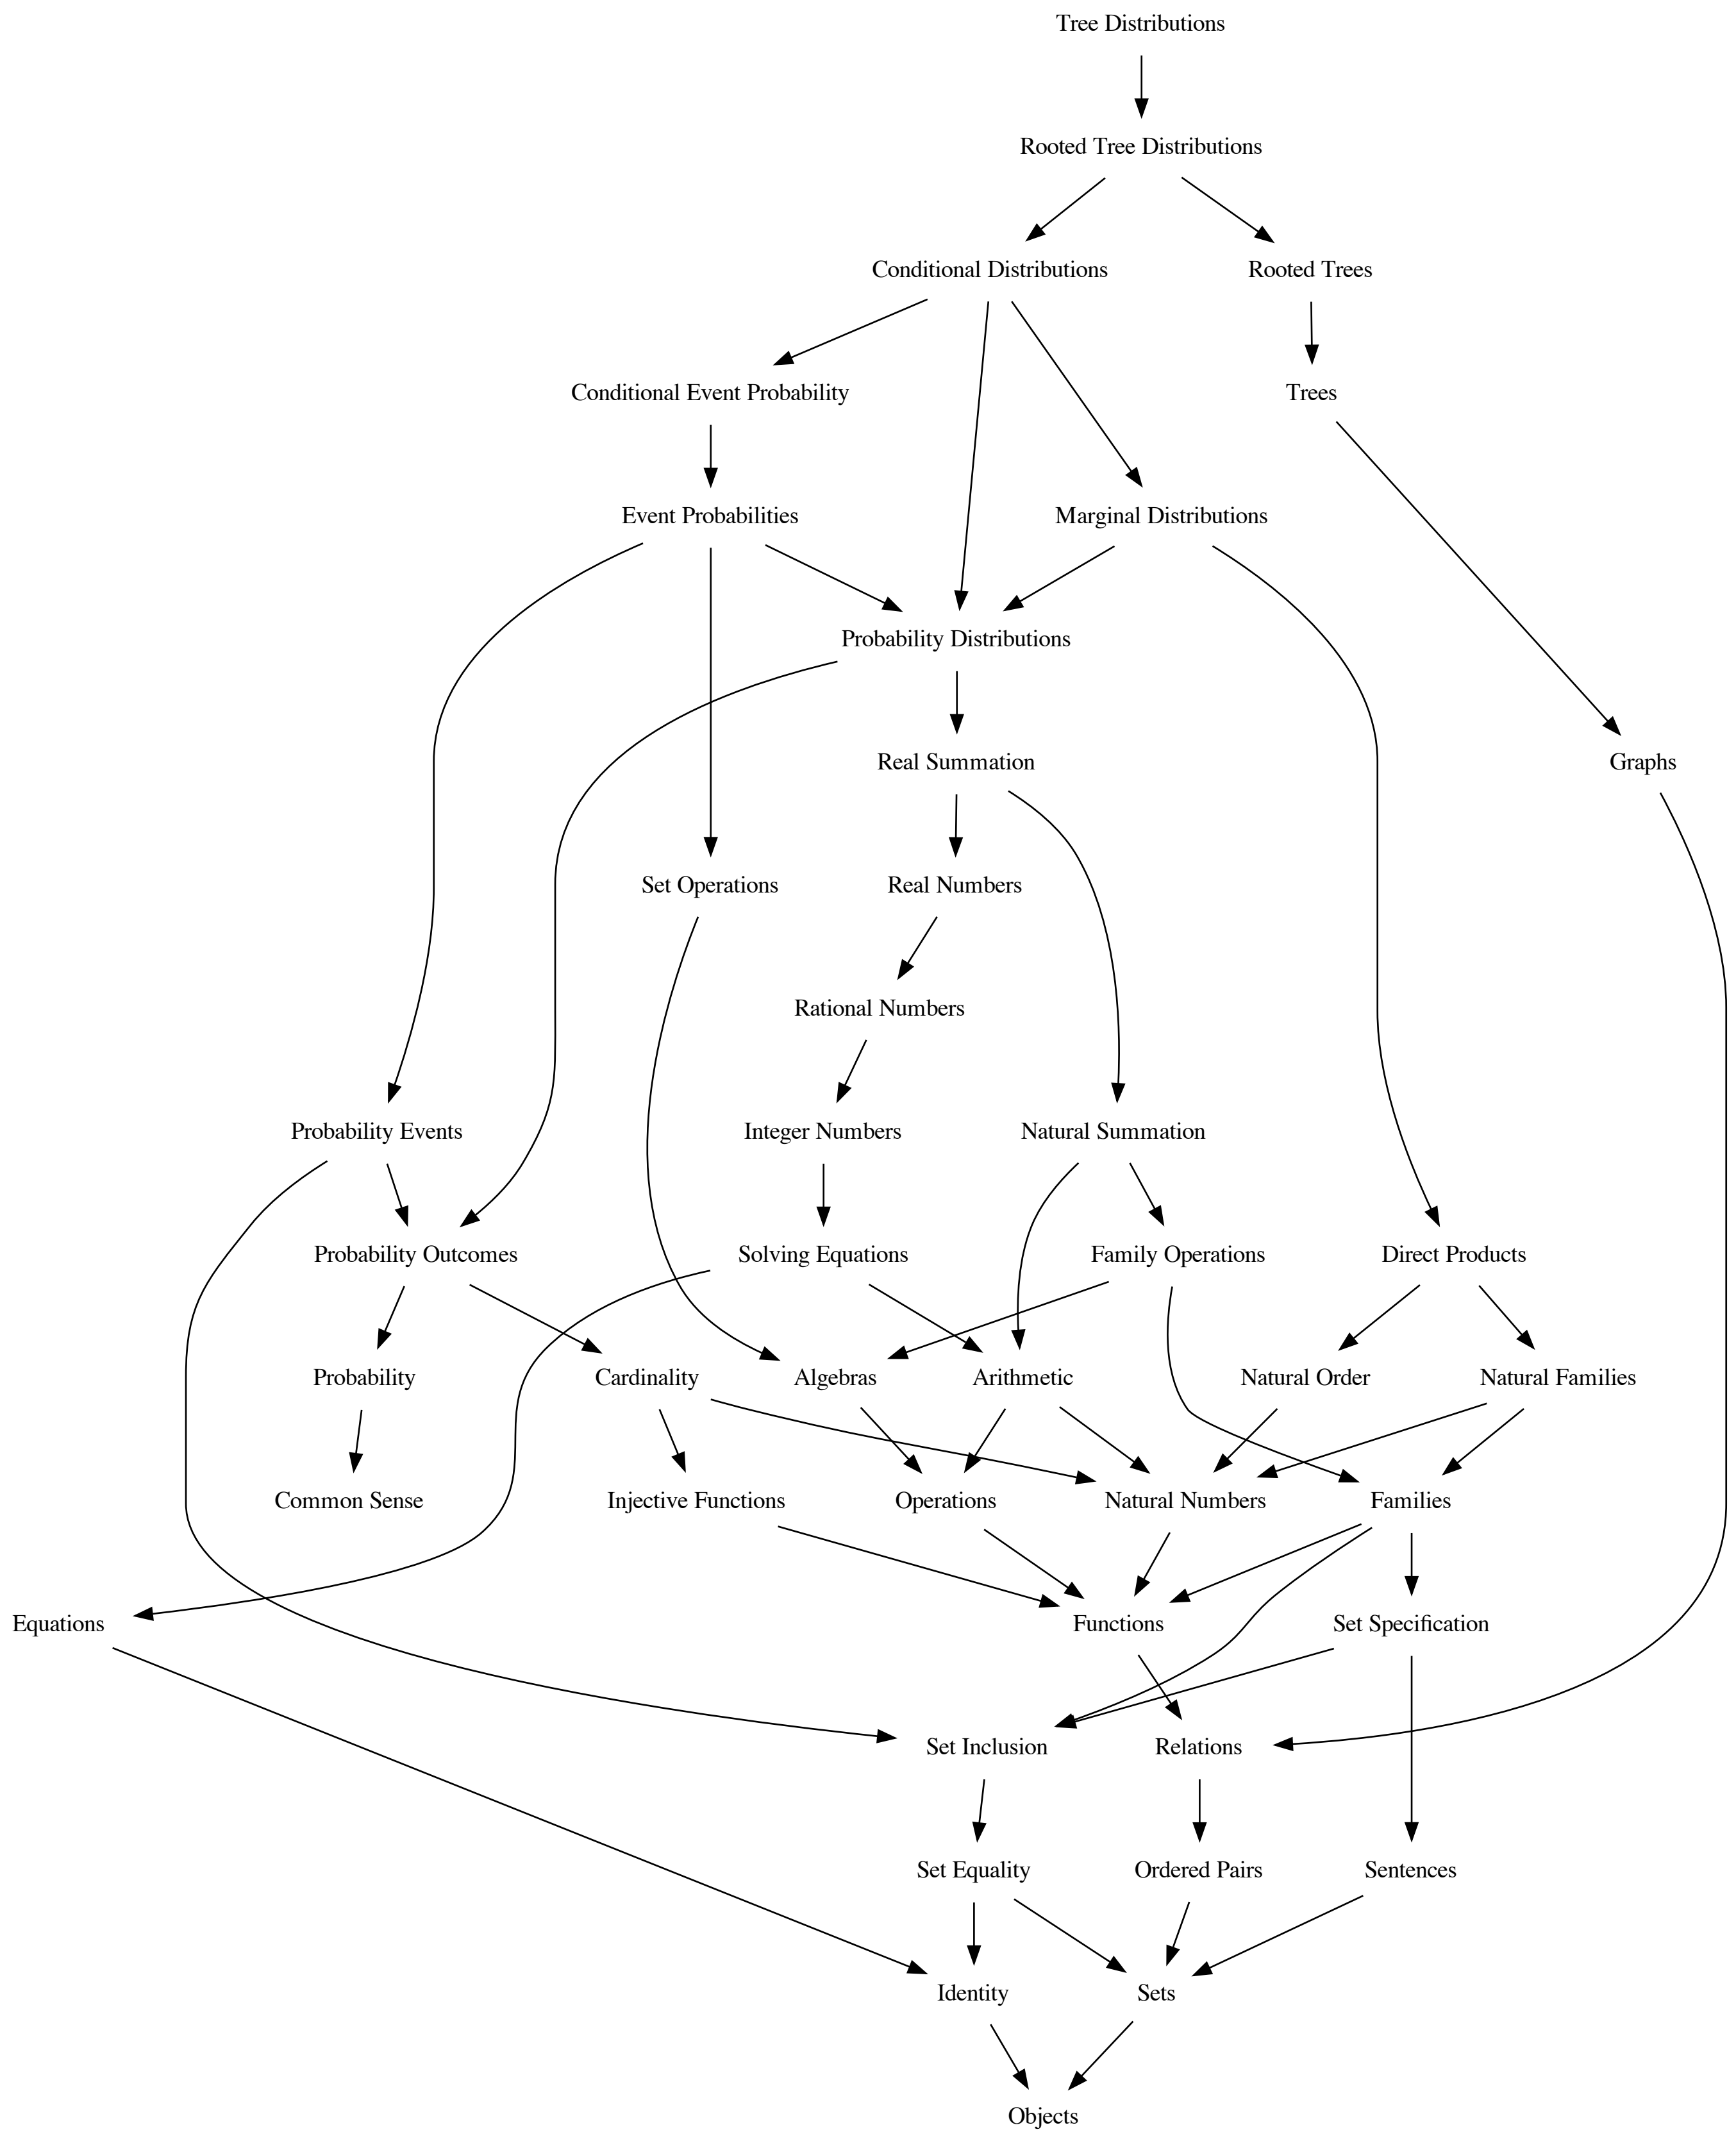 Tree Distributions
Rooted Tree Distributions
Conditional Distributions
Rooted Trees
Conditional Event Probability
Trees
Event Probabilities
Marginal Distributions
Probability Distributions
Real Summation
Graphs
Set Operations
Real Numbers
Rational Numbers
Probability Events
Integer Numbers
Natural Summation
Probability Outcomes
Solving Equations
Family Operations
Direct Products
Probability
Cardinality
Algebras
Arithmetic
Natural Order
Natural Families
Common Sense
Injective Functions
Operations
Natural Numbers
Families
Equations
Functions
Set Specification
Set Inclusion
Relations
Set Equality
Ordered Pairs
Sentences
Identity
Sets
Objects